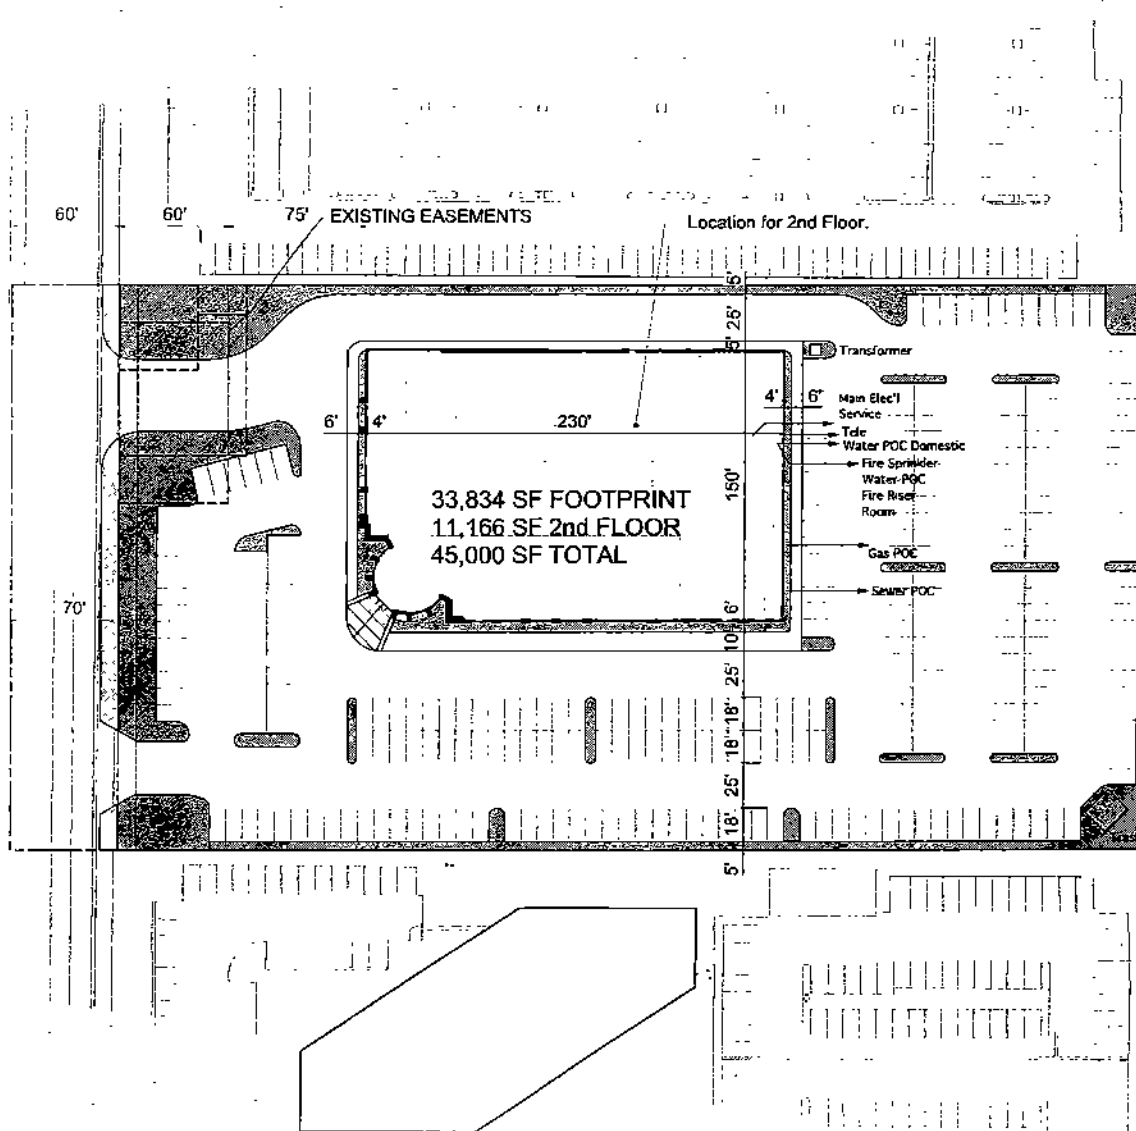 60'
60'
75'
EXISTING EASEMENTS
Location for 2nd Floor.
5'
25'
5'
Transformer
6'
4'
230'
4'
6'
Main Elec'l
Service
Tele
Water POC Domestic
Fire Sprinkler
Water POC
Fire Riser
Room
150'
33,834 SF FOOTPRINT
11,166 SF 2nd FLOOR
45,000 SF TOTAL
Gas POC
Sewer POC
70'
6'
10'
25'
18'
18'
25'
18'
5'